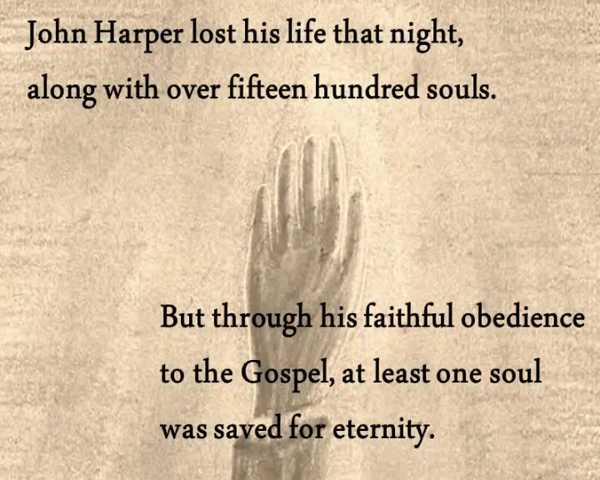 John Harper lost his life that night,
along with over fifteen hundred souls.
But through his faithful obedience
to the Gospel, at least one soul
was saved for eternity.